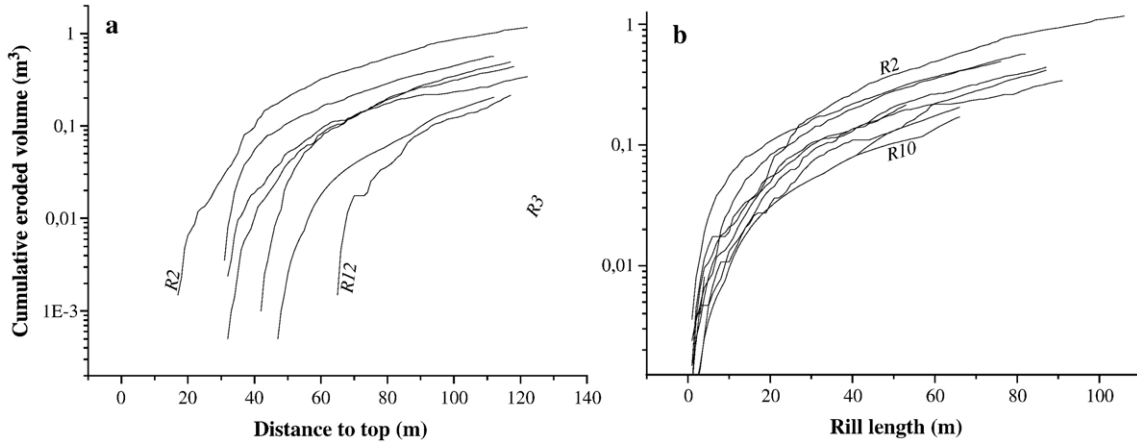 a
Cumulative eroded volume (m³)
1
0,1
0,01
1E-3
R2
R12
R3
0 20 40 60 80 100 120 140
Distance to top (m)
b
1
0,1
0,01
R2
R10
0 20 40 60 80 100
Rill length (m)